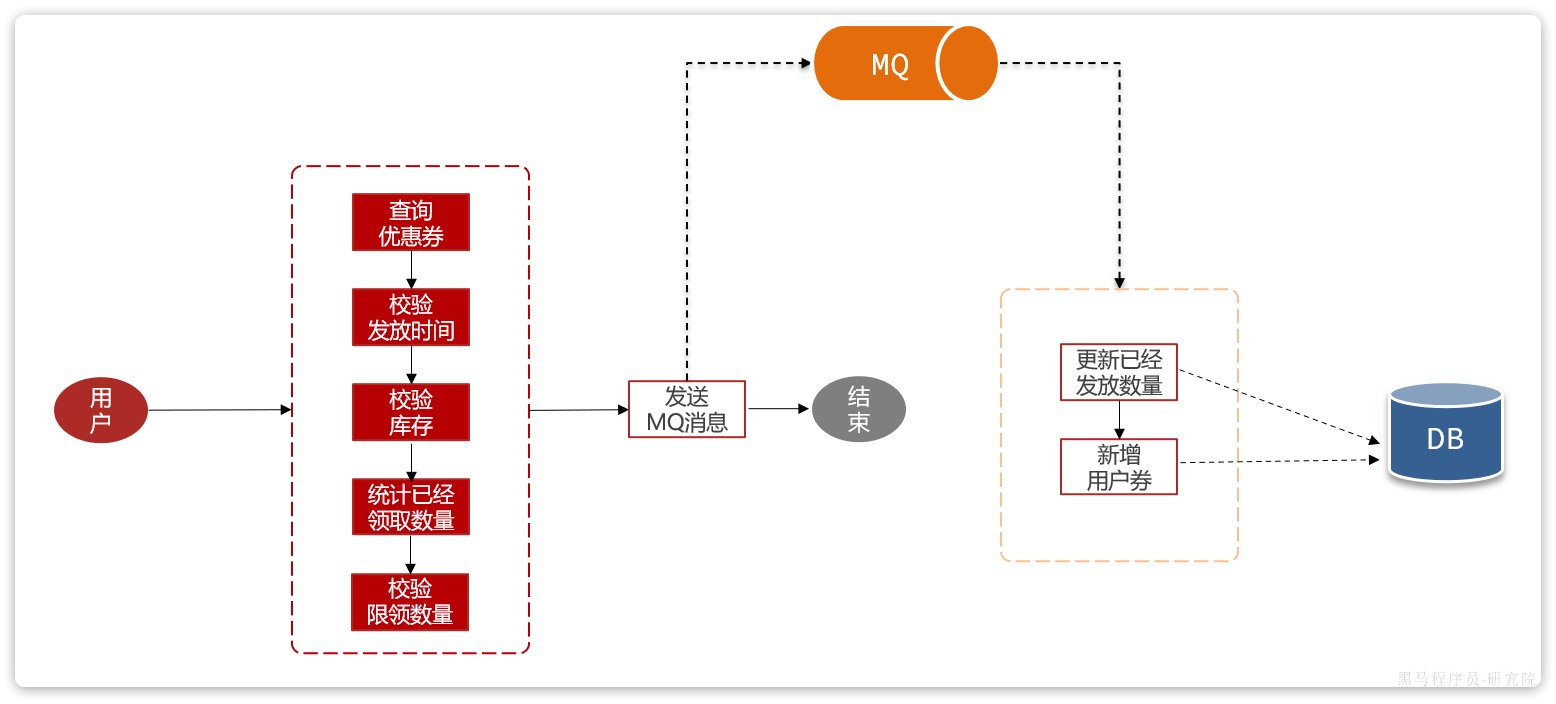 MQ
查询
优惠券
校验
发放时间
校验
库存
统计已经
领取数量
校验
限领数量
用
户
发送
MQ消息
结
束
更新已经
发放数量
新增
用户券
DB
黑马程序员-研究院